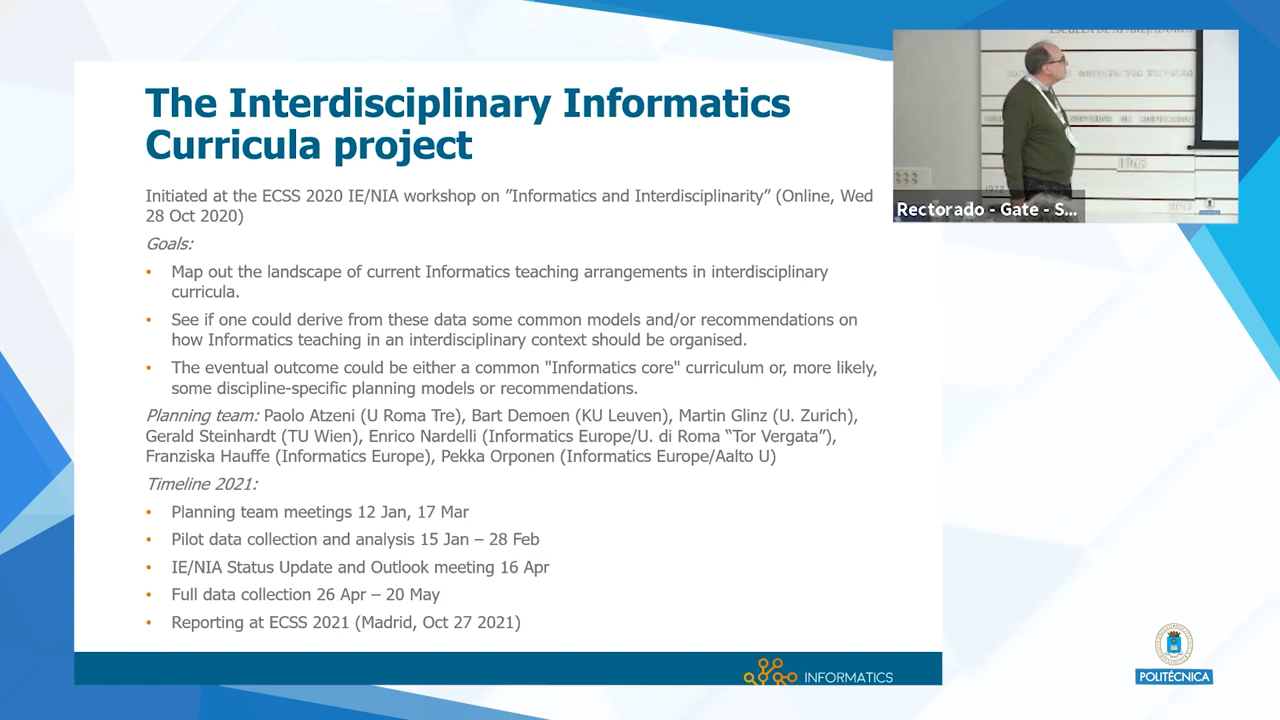 The Interdisciplinary Informatics
Curricula project
Initiated at the ECSS 2020 IE/NIA workshop on ”Informatics and Interdisciplinarity” (Online, Wed
28 Oct 2020)
Goals:
• Map out the landscape of current Informatics teaching arrangements in interdisciplinary
curricula.
• See if one could derive from these data some common models and/or recommendations on
how Informatics teaching in an interdisciplinary context should be organised.
• The eventual outcome could be either a common "Informatics core" curriculum or, more likely,
some discipline-specific planning models or recommendations.
Planning team: Paolo Atzeni (U Roma Tre), Bart Demoen (KU Leuven), Martin Glinz (U. Zurich),
Gerald Steinhardt (TU Wien), Enrico Nardelli (Informatics Europe/U. di Roma “Tor Vergata”),
Franziska Hauffe (Informatics Europe), Pekka Orponen (Informatics Europe/Aalto U)
Timeline 2021:
• Planning team meetings 12 Jan, 17 Mar
• Pilot data collection and analysis 15 Jan – 28 Feb
• IE/NIA Status Update and Outlook meeting 16 Apr
• Full data collection 26 Apr – 20 May
• Reporting at ECSS 2021 (Madrid, Oct 27 2021)
INFORMATICS
ESCUELA DE APAREJADORES
1972
Rectorado - Gate - S...
POLITÉCNICA